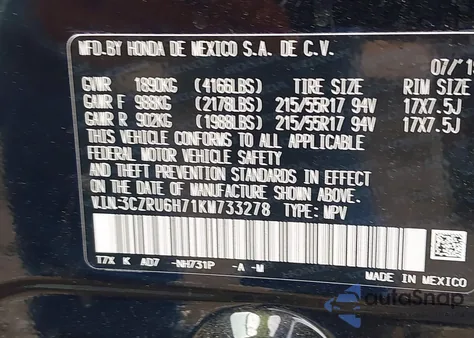 MFD.BY HONDA DE MEXICO S.A. DE C.V.
07/'18
GVWR 1890KG (4166LBS) TIRE SIZE RIM SIZE
GAWR F 988KG (2178LBS) 215/55R17 94V 17X7.5J
GAWR R 902KG (1988LBS) 215/55R17 94V 17X7.5J
THIS VEHICLE CONFORMS TO ALL APPLICABLE
FEDERAL MOTOR VEHICLE SAFETY
AND THEFT PREVENTION STANDARDS IN
EFFECT ON THE DATE OF MANUFACTURE SHOWN ABOVE.
V.I.N:3CZRU6H71KM733278 TYPE: MPV
T7X K AD7 -NH731P -A -M
MADE IN MEXICO
autoSnap